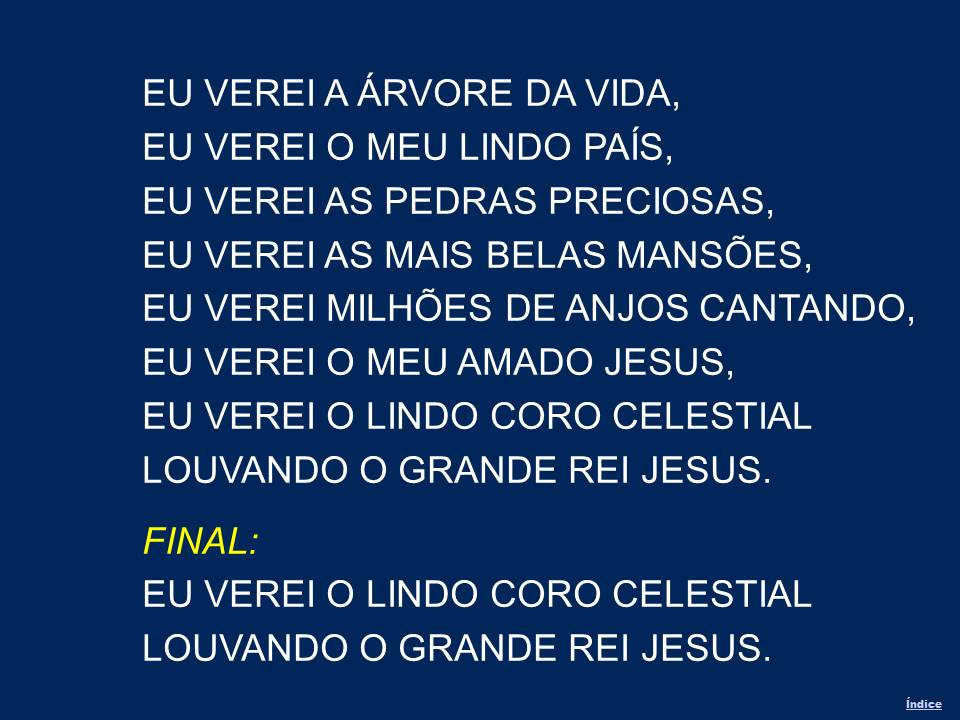 EU VEREI A ÁRVORE DA VIDA,
EU VEREI O MEU LINDO PAÍS,
EU VEREI AS PEDRAS PRECIOSAS,
EU VEREI AS MAIS BELAS MANSÕES,
EU VEREI MILHÕES DE ANJOS CANTANDO,
EU VEREI O MEU AMADO JESUS,
EU VEREI O LINDO CORO CELESTIAL
LOUVANDO O GRANDE REI JESUS.
FINAL:
EU VEREI O LINDO CORO CELESTIAL
LOUVANDO O GRANDE REI JESUS.
Índice